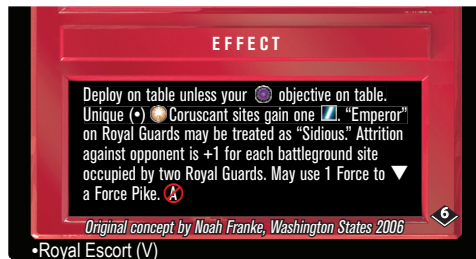 EFFECT
Deploy on table unless your objective on table.
Unique (•) Coruscant sites gain one . “Emperor”
on Royal Guards may be treated as “Sidious.” Attrition
against opponent is +1 for each battleground site
occupied by two Royal Guards. May use 1 Force to ▼
a Force Pike.
Original concept by Noah Franke, Washington States 2006
6
•Royal Escort (V)